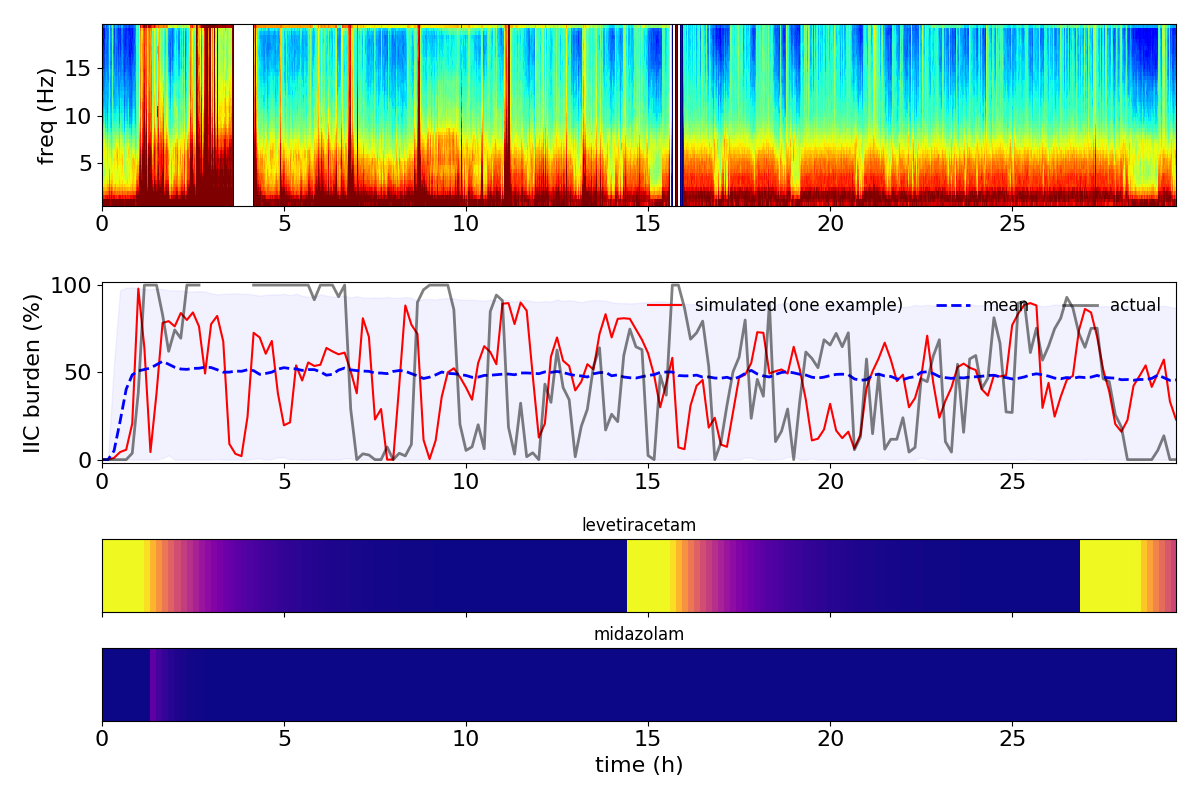 freq (Hz)
15
10
5
0 5 10 15 20 25
IIC burden (%)
100
50
0
simulated (one example) mean actual
0 5 10 15 20 25
levetiracetam
midazolam
0 5 10 15 20 25
time (h)